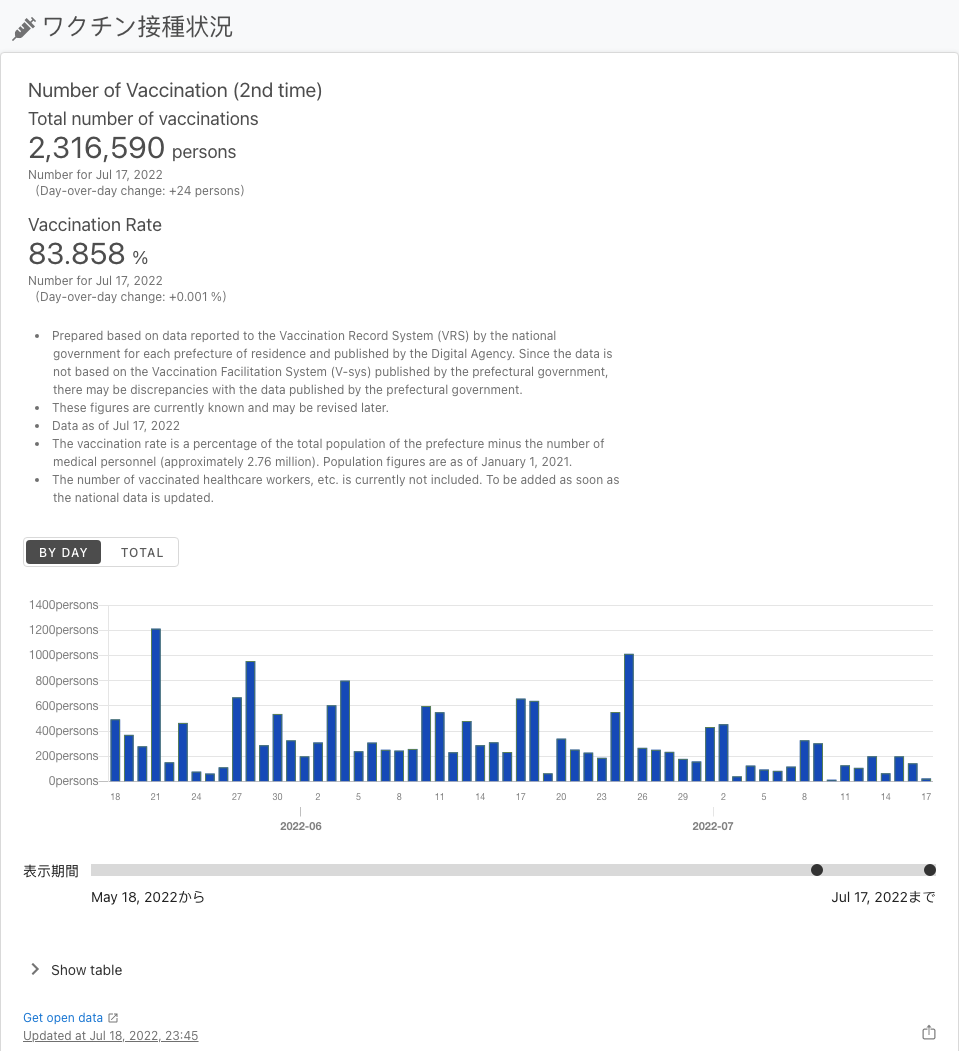 ワクチン接種状況
Number of Vaccination (2nd time)
Total number of vaccinations
2,316,590 persons
Number for Jul 17, 2022
(Day-over-day change: +24 persons)
Vaccination Rate
83.858 %
Number for Jul 17, 2022
(Day-over-day change: +0.001 %)
• Prepared based on data reported to the Vaccination Record System (VRS) by the national
government for each prefecture of residence and published by the Digital Agency. Since the data is
not based on the Vaccination Facilitation System (V-sys) published by the prefectural government,
there may be discrepancies with the data published by the prefectural government.
• These figures are currently known and may be revised later.
• Data as of Jul 17, 2022
• The vaccination rate is a percentage of the total population of the prefecture minus the number of
medical personnel (approximately 2.76 million). Population figures are as of January 1, 2021.
• The number of vaccinated healthcare workers, etc. is currently not included. To be added as soon as
the national data is updated.
BY DAY TOTAL
1400persons
1200persons
1000persons
800persons
600persons
400persons
200persons
0persons
18 21 24 27 30 2 5 8 11 14 17 20 23 26 29 2 5 8 11 14 17
2022-06 2022-07
表示期間
May 18, 2022から Jul 17, 2022まで
Show table
Get open data
Updated at Jul 18, 2022, 23:45